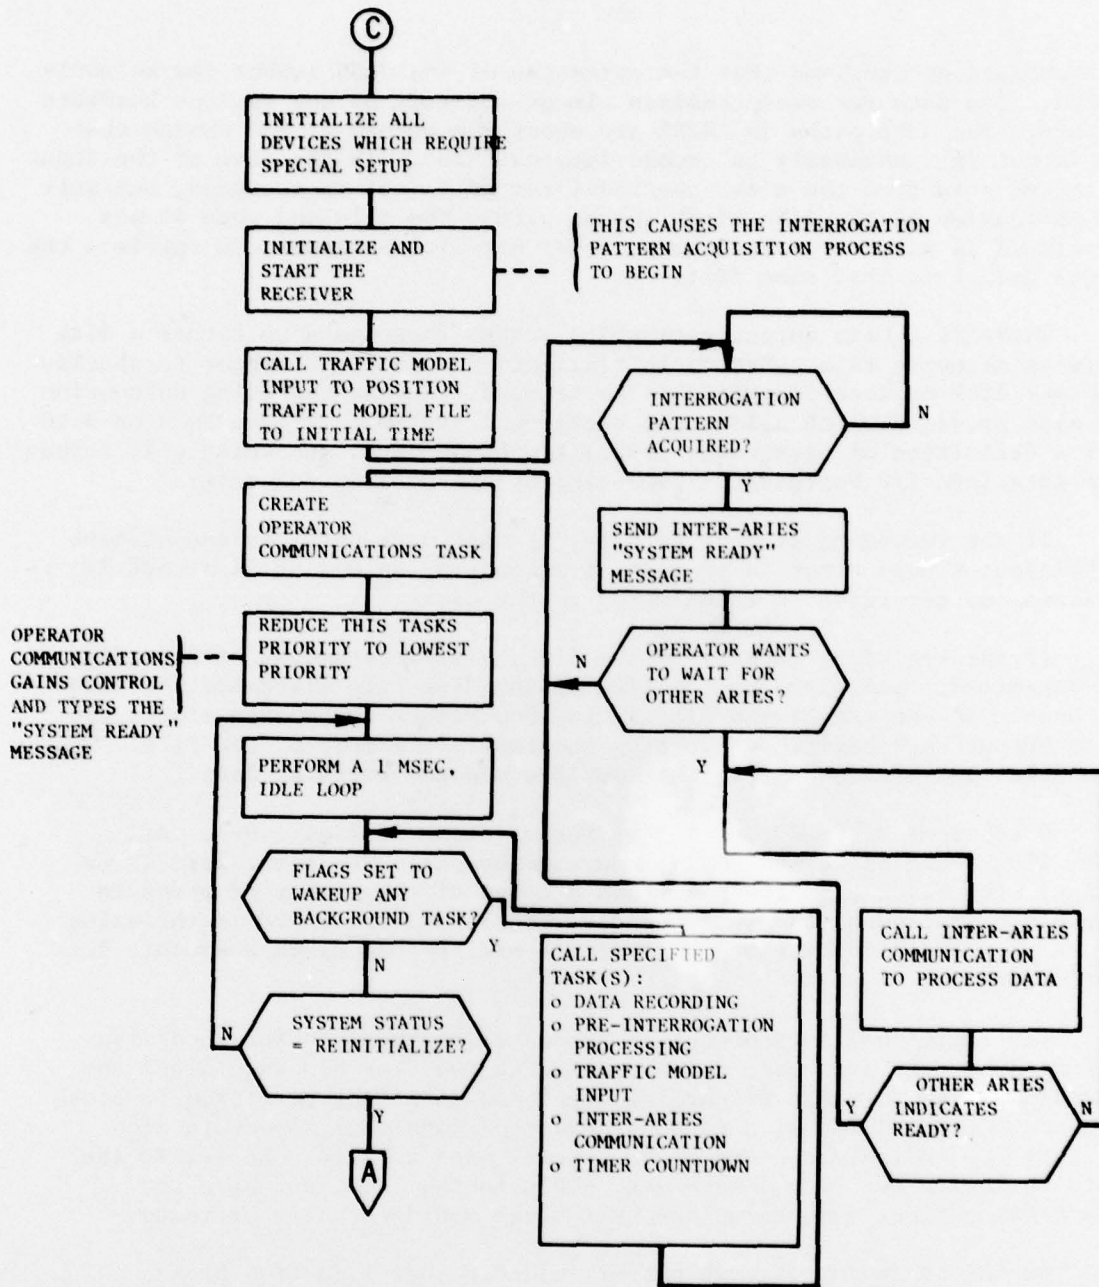 C
INITIALIZE ALL
DEVICES WHICH REQUIRE
SPECIAL SETUP
INITIALIZE AND
START THE
RECEIVER
THIS CAUSES THE INTERROGATION
PATTERN ACQUISITION PROCESS
TO BEGIN
CALL TRAFFIC MODEL
INPUT TO POSITION
TRAFFIC MODEL FILE
TO INITIAL TIME
INTERROGATION
PATTERN
ACQUIRED?
N
Y
CREATE
OPERATOR
COMMUNICATIONS TASK
SEND INTER-ARIES
"SYSTEM READY"
MESSAGE
REDUCE THIS TASKS
PRIORITY TO LOWEST
PRIORITY
OPERATOR
COMMUNICATIONS
GAINS CONTROL
AND TYPES THE
"SYSTEM READY"
MESSAGE
OPERATOR WANTS
TO WAIT FOR
OTHER ARIES?
N
Y
PERFORM A 1 MSEC.
IDLE LOOP
FLAGS SET TO
WAKEUP ANY
BACKGROUND TASK?
Y
N
SYSTEM STATUS
= REINITIALIZE?
N
Y
A
CALL SPECIFIED
TASK(S):
o DATA RECORDING
o PRE-INTERROGATION
PROCESSING
o TRAFFIC MODEL
INPUT
o INTER-ARIES
COMMUNICATION
o TIMER COUNTDOWN
CALL INTER-ARIES
COMMUNICATION
TO PROCESS DATA
OTHER ARIES
INDICATES
READY?
Y
N